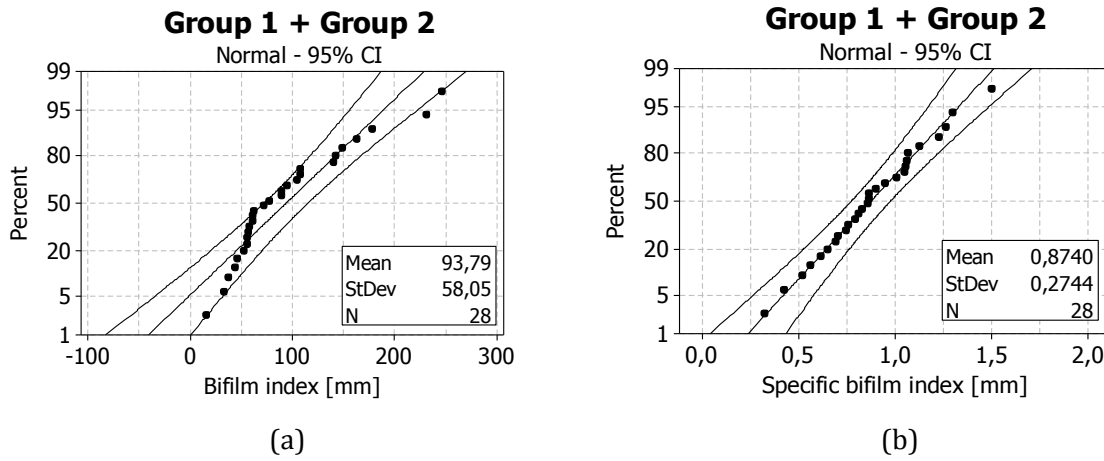 Group 1 + Group 2
Normal - 95% CI
99
95
80
50
20
5
1
Percent
-100 0 100 200 300
Bifilm index [mm]
Mean 93,79
StDev 58,05
N 28
(a)
Group 1 + Group 2
Normal - 95% CI
99
95
80
50
20
5
1
Percent
0,0 0,5 1,0 1,5 2,0
Specific bifilm index [mm]
Mean 0,8740
StDev 0,2744
N 28
(b)